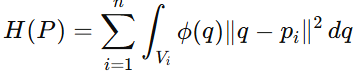 H(P) = \sum_{i=1}^{n} \int_{V_i} \phi(q) \| q - p_i \|^2 \, dq